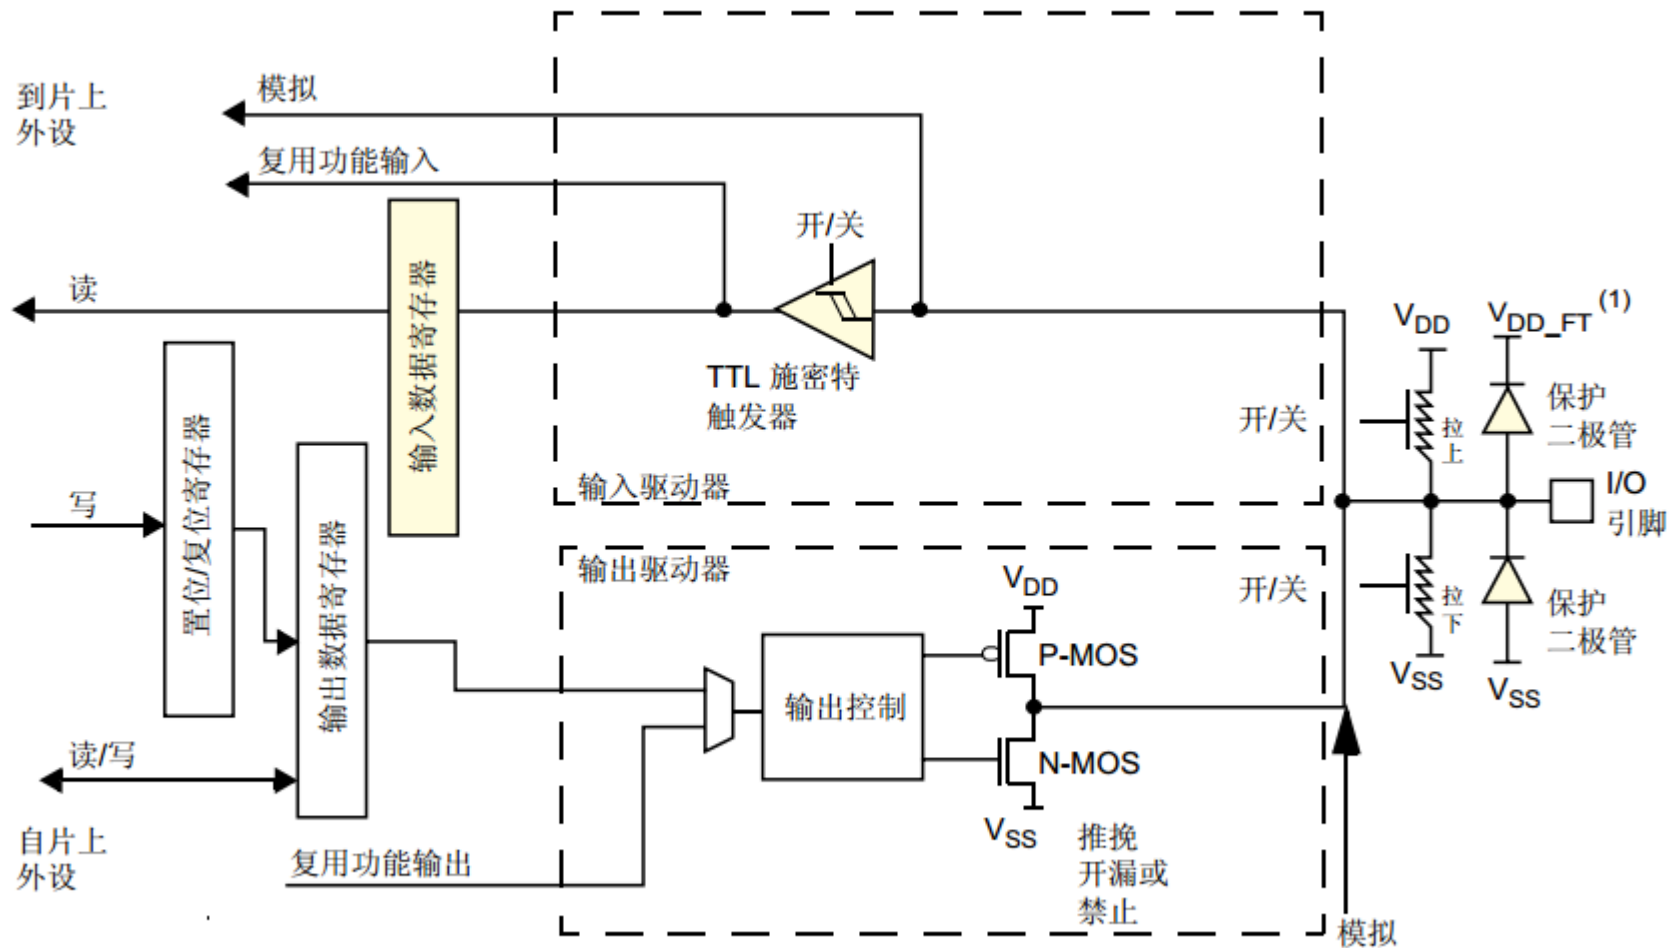 到片上
外设
模拟
复用功能输入
读
输入数据寄存器
开/关
TTL 施密特
触发器
输入驱动器
置位/复位寄存器
写
输出数据寄存器
读/写
自片上
外设
复用功能输出
输出驱动器
输出控制
VDD
P-MOS
N-MOS
VSS
推挽
开漏或
禁止
开/关
开/关
VDD
拉
上
拉
下
VSS
VDD_FT (1)
保护
二极管
I/O
引脚
保护
二极管
VSS
模拟